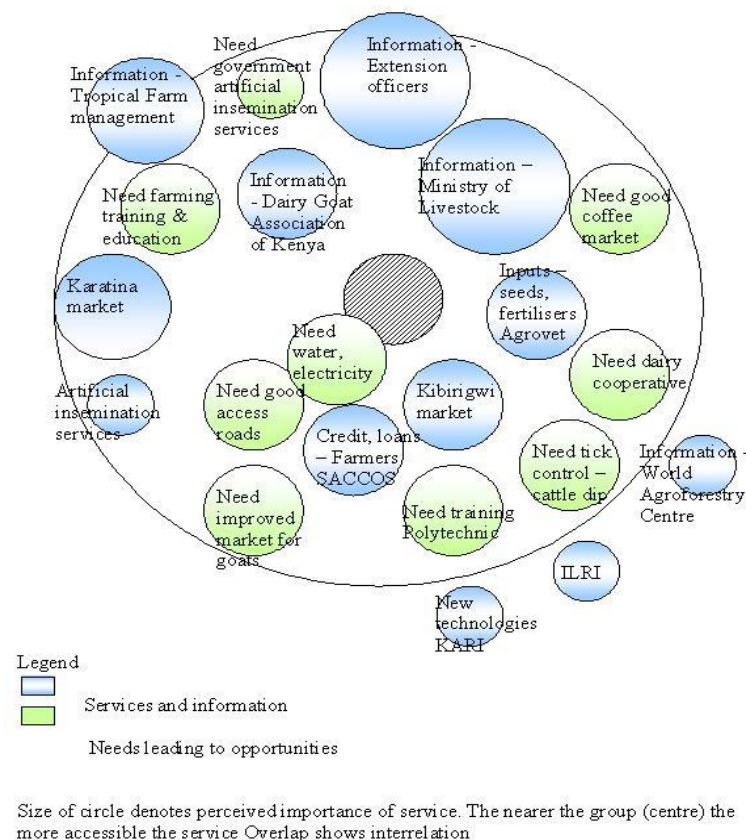 Need
government
artificial
insemination
services
Information -
Extension
officers
Information -
Tropical Farm
management
Information –
Ministry of
Livestock
Need farming
training &
education
Information
- Dairy Goat
Association
of Kenya
Need good
coffee
market
Karatina
market
Inputs –
seeds,
fertilisers
Agrovet
Need
water,
electricity
Need dairy
cooperative
Artificial
insemination
services
Need good
access
roads
Kibirigwi
market
Credit, loans
– Farmers
SACCOS
Need tick
control –
cattle dip
Information -
World
Agroforestry
Centre
Need
improved
market for
goats
Need training
Polytechnic
ILRI
New
technologies
KARI
Legend
Services and information
Needs leading to opportunities
Size of circle denotes perceived importance of service. The nearer the group (centre) the
more accessible the service Overlap shows interrelation